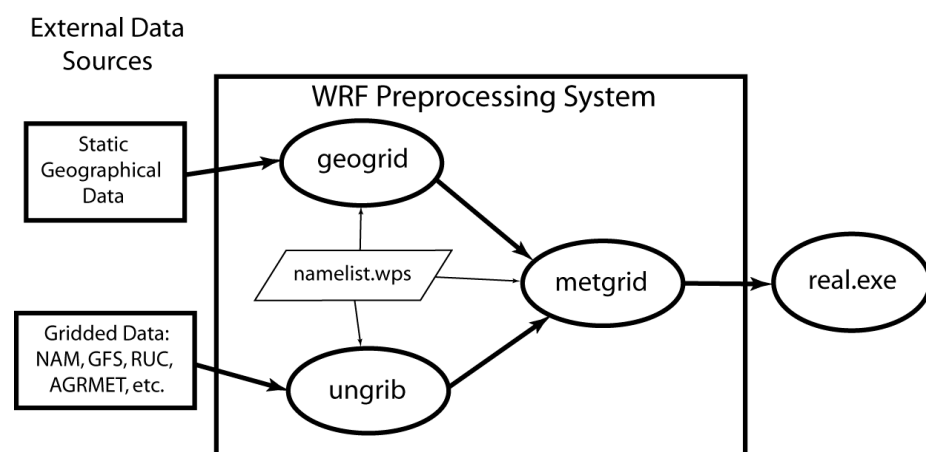 External Data
Sources
WRF Preprocessing System
Static
Geographical
Data
geogrid
namelist.wps
metgrid
real.exe
Gridded Data:
NAM, GFS, RUC,
AGRMET, etc.
ungrib